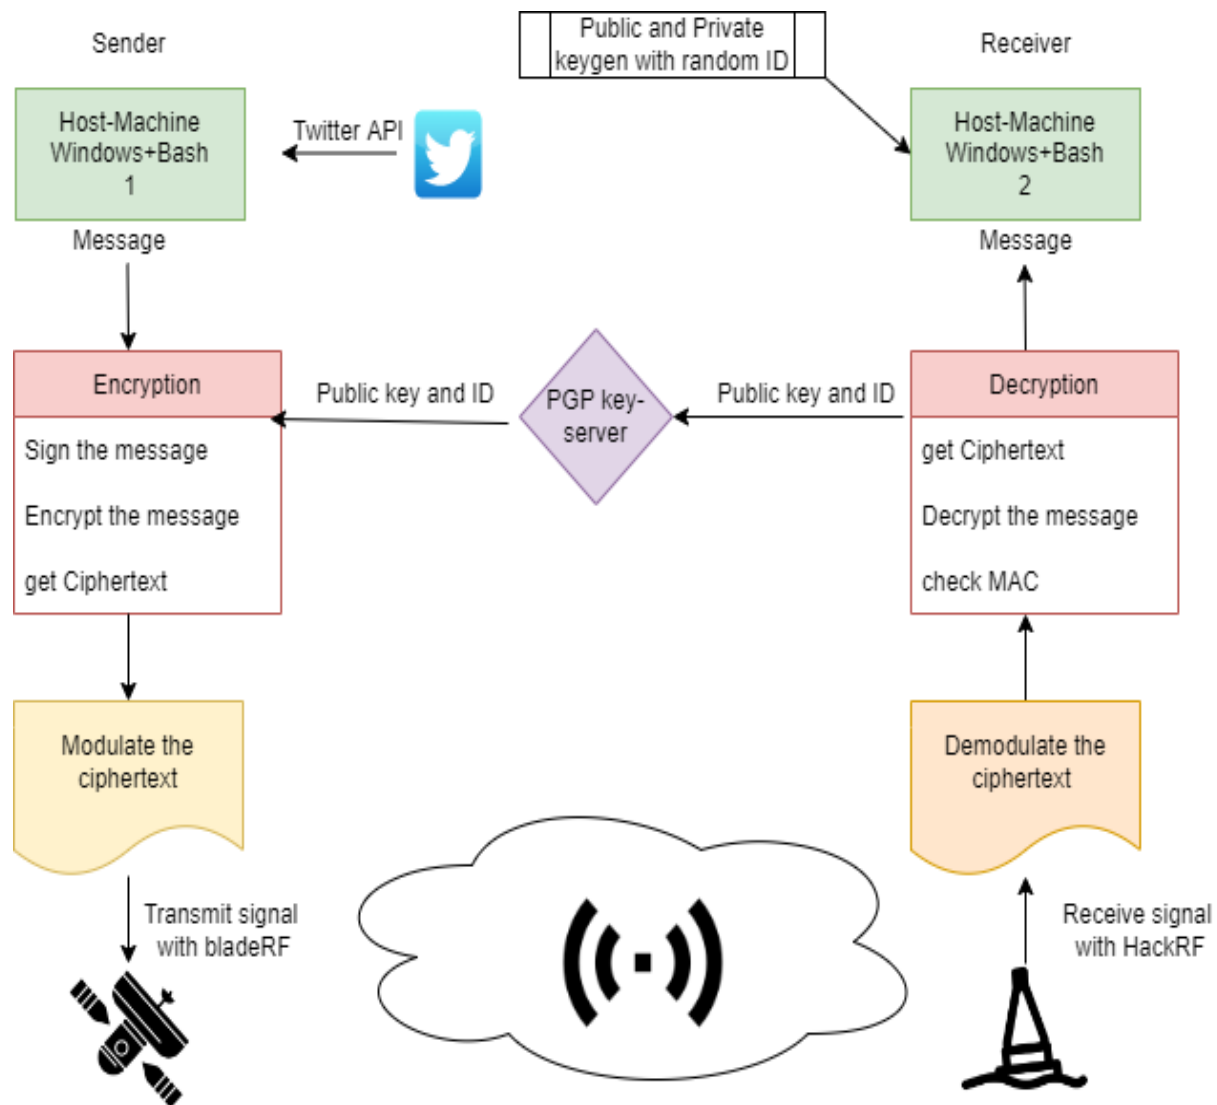 Sender
Public and Private
keygen with random ID
Receiver
Host-Machine
Windows+Bash
1
Twitter API
Host-Machine
Windows+Bash
2
Message
Message
Encryption
Public key and ID
PGP key-
server
Public key and ID
Decryption
Sign the message
Encrypt the message
get Ciphertext
get Ciphertext
Decrypt the message
check MAC
Modulate the
ciphertext
Demodulate the
ciphertext
Transmit signal
with bladeRF
Receive signal
with HackRF